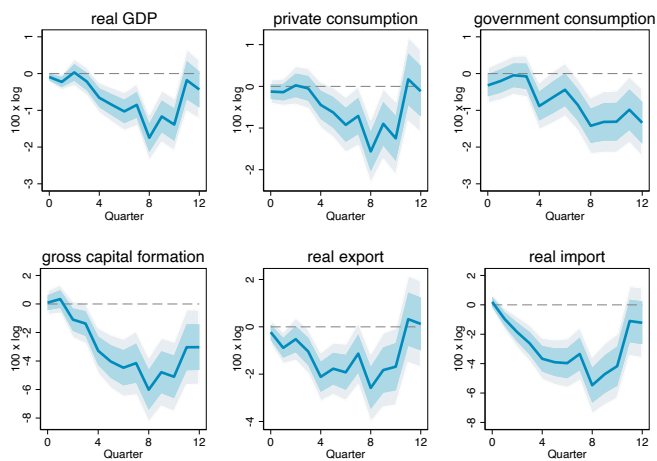 real GDP
1
0
-1
-2
-3
100 x log
0 4 8 12
Quarter
private consumption
1
0
-1
-2
100 x log
0 4 8 12
Quarter
government consumption
1
0
-1
-2
-3
100 x log
0 4 8 12
Quarter
gross capital formation
2
0
-2
-4
-6
-8
100 x log
0 4 8 12
Quarter
real export
2
0
-2
-4
100 x log
0 4 8 12
Quarter
real import
2
0
-2
-4
-6
-8
100 x log
0 4 8 12
Quarter